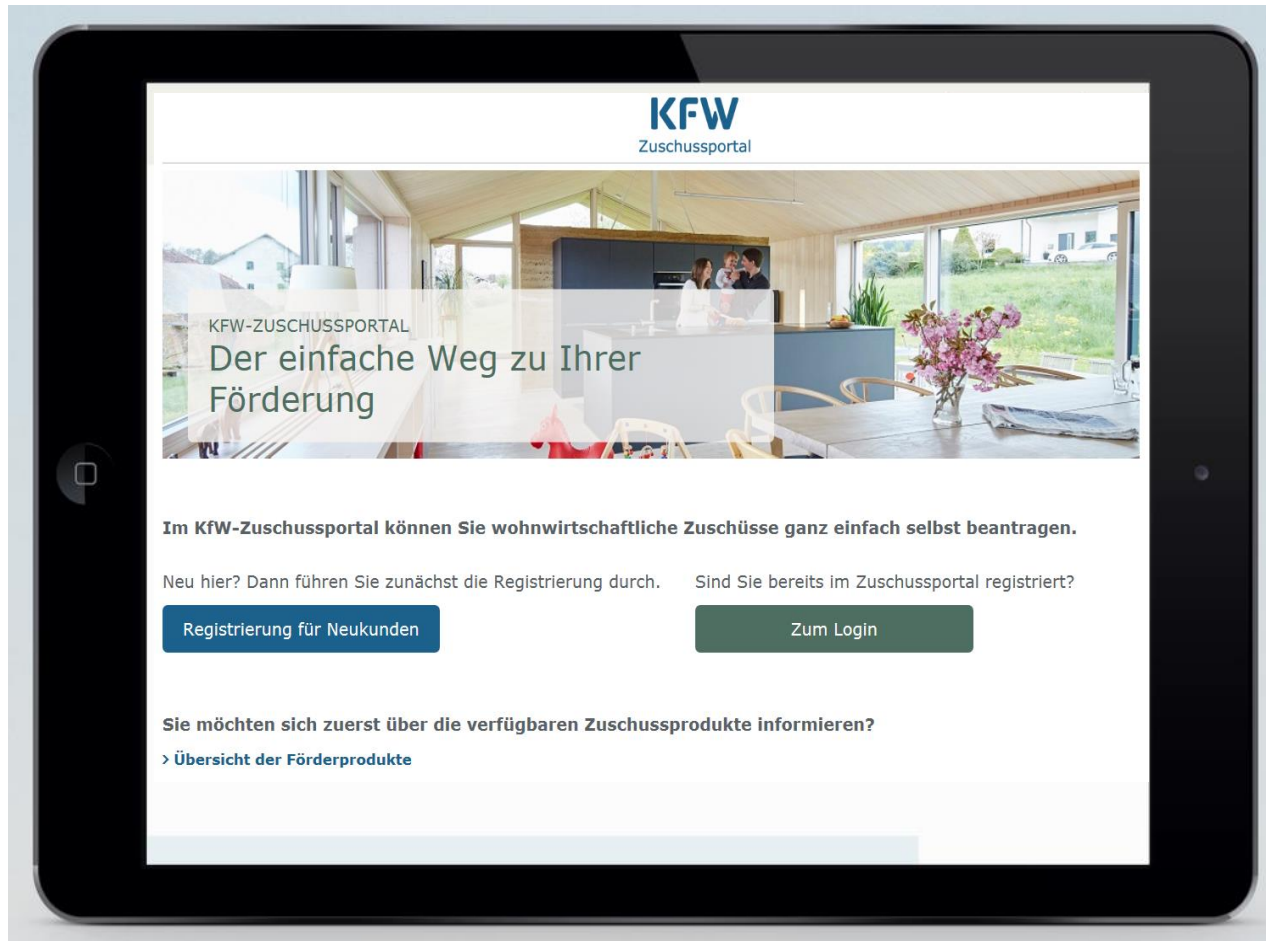 KFW
Zuschussportal
KFW-ZUSCHUSSPORTAL
Der einfache Weg zu Ihrer
Förderung
Im KfW-Zuschussportal können Sie wohnwirtschaftliche Zuschüsse ganz einfach selbst beantragen.
Neu hier? Dann führen Sie zunächst die Registrierung durch.
Sind Sie bereits im Zuschussportal registriert?
Registrierung für Neukunden
Zum Login
Sie möchten sich zuerst über die verfügbaren Zuschussprodukte informieren?
> Übersicht der Förderprodukte